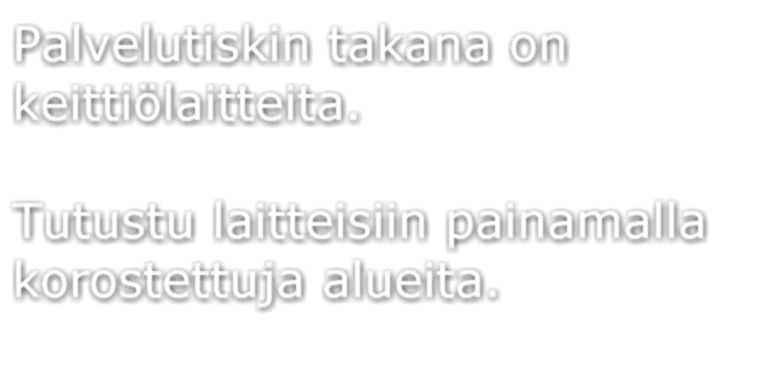 Palvelutiskin takana on
keittiölaitteita.
Tutustu laitteisiin painamalla
korostettuja alueita.